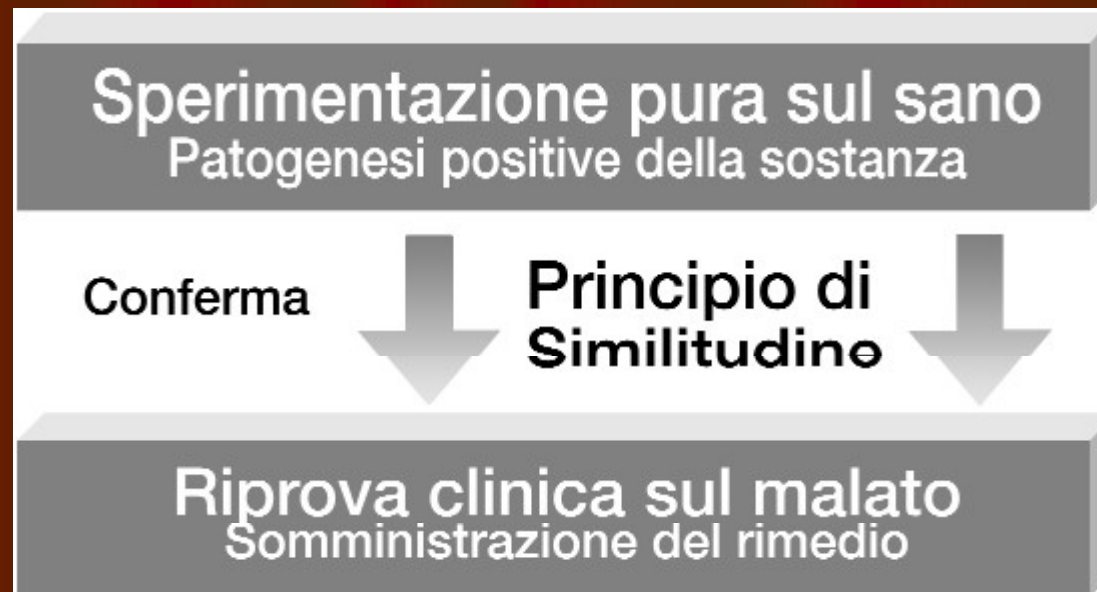 Sperimentazione pura sul sano
Patogenesi positive della sostanza
Conferma
Principio di
Similitudine
Riprova clinica sul malato
Somministrazione del rimedio